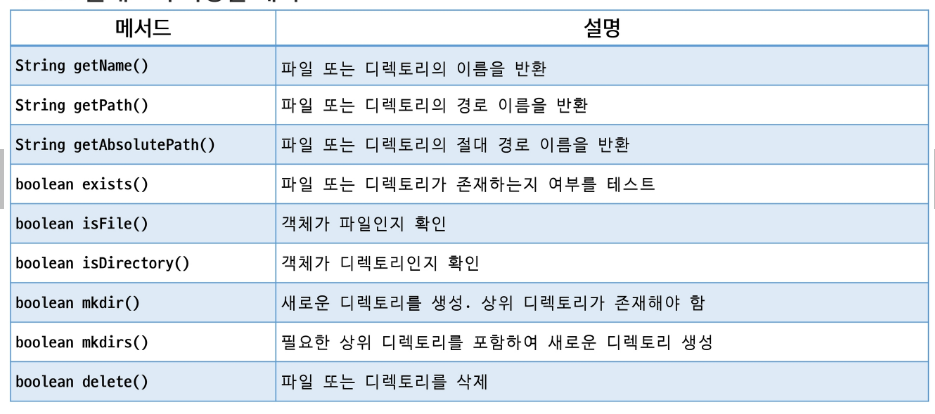 메서드 설명
String getName() 파일 또는 디렉토리의 이름을 반환
String getPath() 파일 또는 디렉토리의 경로 이름을 반환
String getAbsolutePath() 파일 또는 디렉토리의 절대 경로 이름을 반환
boolean exists() 파일 또는 디렉토리가 존재하는지 여부를 테스트
boolean isFile() 객체가 파일인지 확인
boolean isDirectory() 객체가 디렉토리인지 확인
boolean mkdir() 새로운 디렉토리를 생성. 상위 디렉토리가 존재해야 함
boolean mkdirs() 필요한 상위 디렉토리를 포함하여 새로운 디렉토리 생성
boolean delete() 파일 또는 디렉토리를 삭제